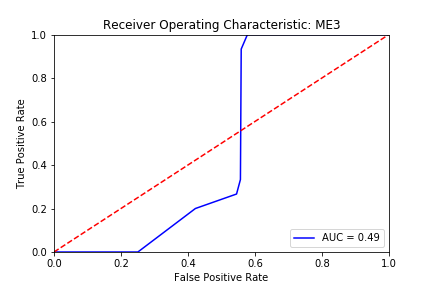 Receiver Operating Characteristic: ME3
True Positive Rate
1.0
0.8
0.6
0.4
0.2
0.0
AUC = 0.49
0.0 0.2 0.4 0.6 0.8 1.0
False Positive Rate